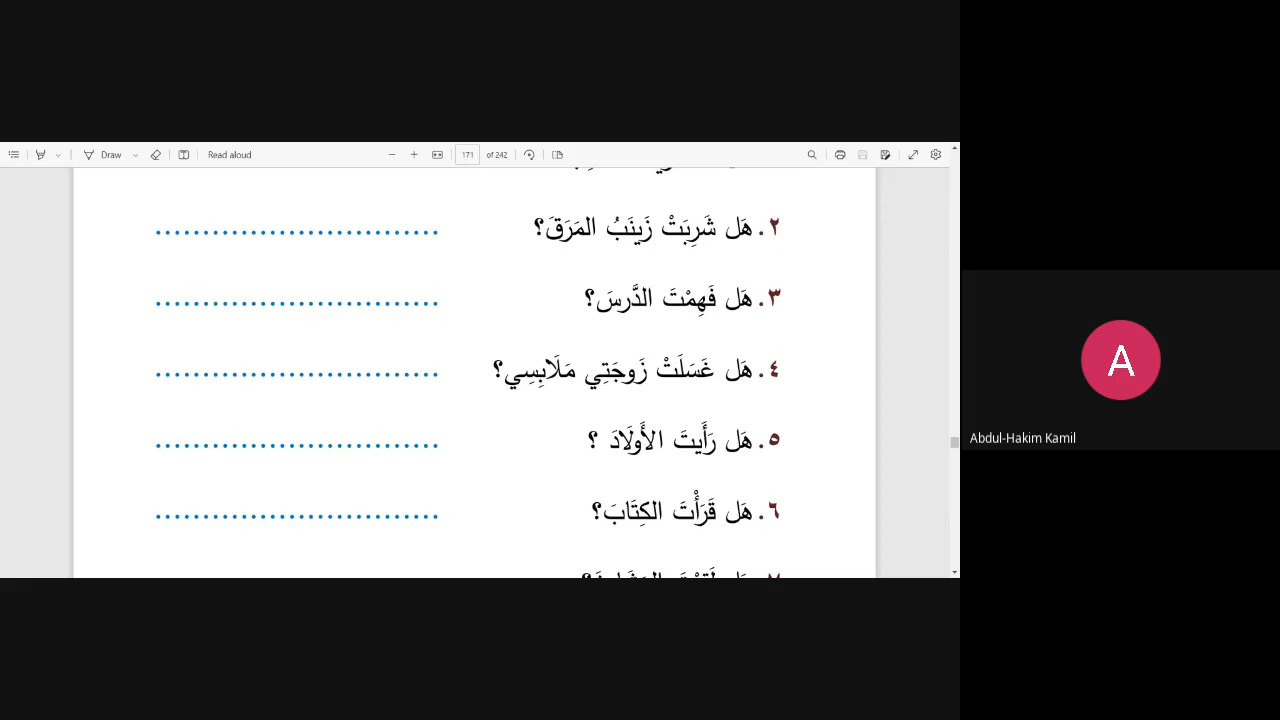 Draw
Read aloud
171 of 242
٢. هَل شَرِبَتْ زَينَبُ المَرَقَ؟ ..............................
٣. هَل فَهِمْتَ الدَّرسَ؟ ..............................
٤. هَل غَسَلَتْ زَوجَتِي مَلَابِسِي؟ ..............................
٥. هَل رَأَيتَ الأَولَادَ ؟ ..............................
٦. هَل قَرَأْتَ الكِتَابَ؟ ..............................
A
Abdul-Hakim Kamil